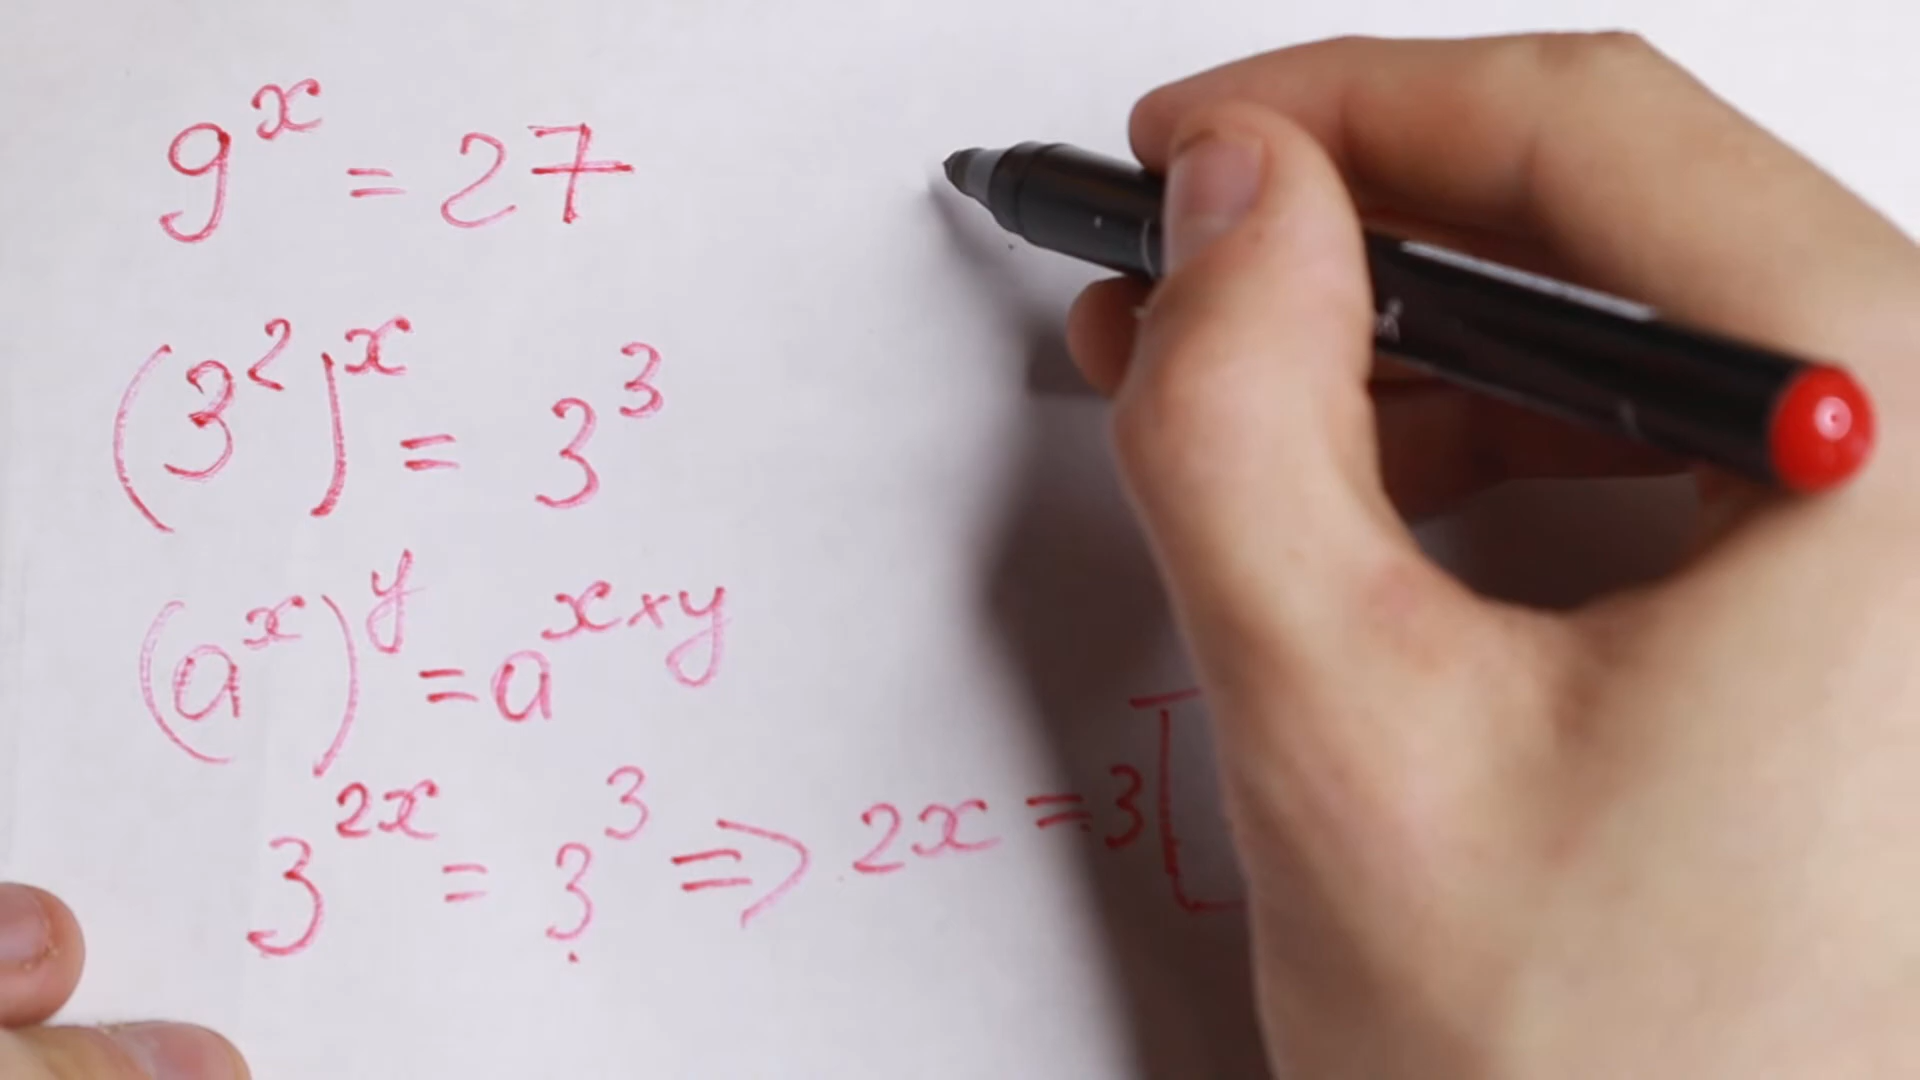 9^x = 27
(3^2)^x = 3^3
(a^x)^y = a^{x×y}
3^{2x} = 3^3 => 2x = 3